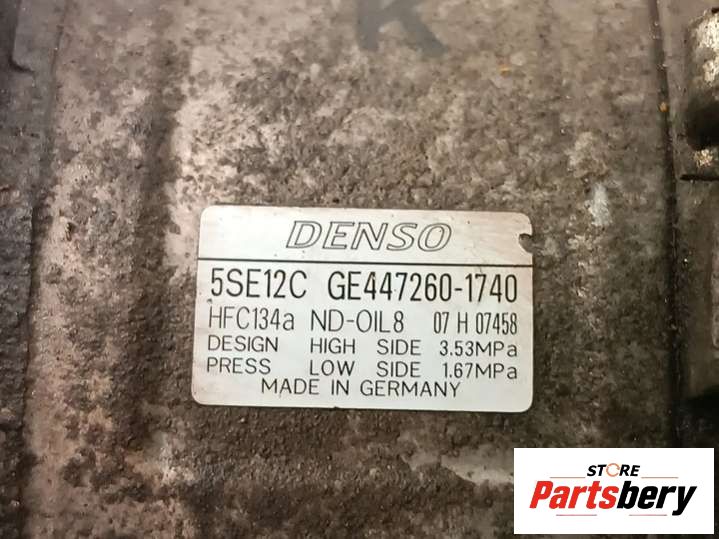 K
DENSO
5SE12C GE447260-1740
HFC134a ND-OIL8 07 H 07458
DESIGN HIGH SIDE 3.53MPa
PRESS LOW SIDE 1.67MPa
MADE IN GERMANY
STORE
Partsbery